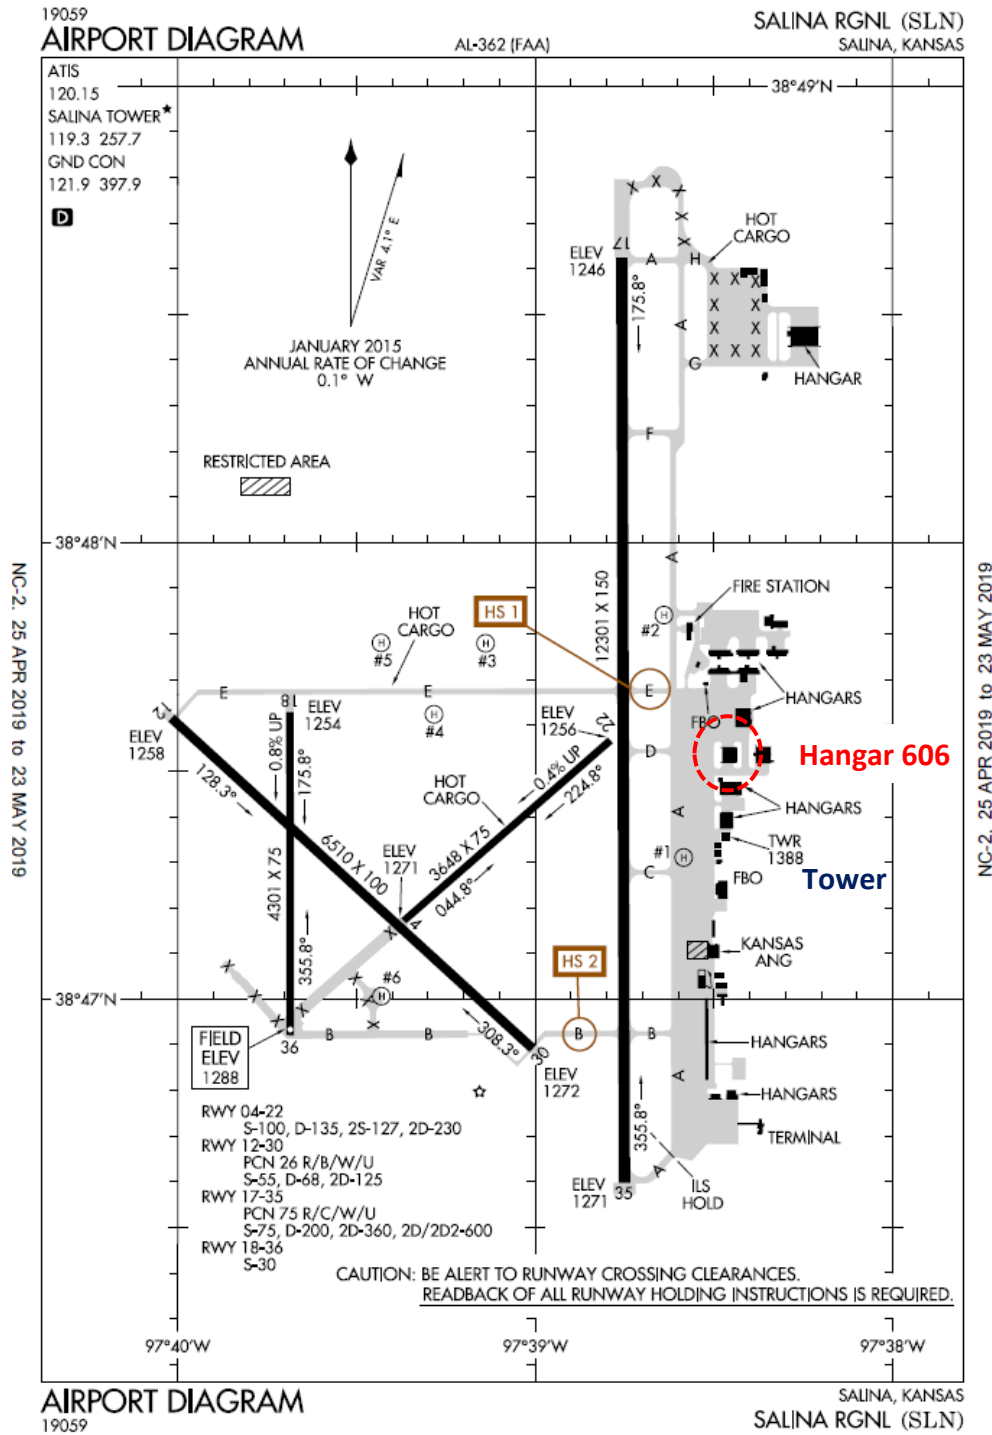 19059
AIRPORT DIAGRAM
AL-362 (FAA)
SALINA RGNL (SLN)
SALINA, KANSAS
ATIS
120.15
SALINA TOWER★
119.3 257.7
GND CON
121.9 397.9
D
38°49'N
VAR 4.1° E
JANUARY 2015
ANNUAL RATE OF CHANGE
0.1° W
RESTRICTED AREA
X X X X X
HOT
CARGO
ELEV
1246
17
A H
175.8°
X X X
A
X X
X X
X X X
G
HANGAR
F
38°48'N
A
12301 X 150
HS 1
HOT
CARGO
H
#5
H
#3
H
#2
FIRE STATION
E
E
E
H
#4
HANGARS
FBO
12
ELEV
1258
18
ELEV
1254
ELEV
1256
22
D
Hangar 606
128.3°
0.8% UP
175.8°
HOT
CARGO
0.4% UP
224.8°
HANGARS
A
TWR
1388
Tower
4301 X 75
6510 X 100
ELEV
1271
3648 X 75
044.8°
#1
H
C
FBO
4
X
KANSAS
ANG
HS 2
355.8°
X
X
X
X
#6
H
X
X
X
38°47'N
FIELD
ELEV
1288
36
B
B
308.3°
30
B
B
HANGARS
ELEV
1272
A
HANGARS
355.8°
TERMINAL
ELEV
1271
35
A
ILS
HOLD
RWY 04-22
S-100, D-135, 2S-127, 2D-230
RWY 12-30
PCN 26 R/B/W/U
S-55, D-68, 2D-125
RWY 17-35
PCN 75 R/C/W/U
S-75, D-200, 2D-360, 2D/2D2-600
RWY 18-36
S-30
CAUTION: BE ALERT TO RUNWAY CROSSING CLEARANCES.
READBACK OF ALL RUNWAY HOLDING INSTRUCTIONS IS REQUIRED.
97°40'W
97°39'W
97°38'W
NC-2, 25 APR 2019 to 23 MAY 2019
NC-2, 25 APR 2019 to 23 MAY 2019
AIRPORT DIAGRAM
19059
SALINA, KANSAS
SALINA RGNL (SLN)